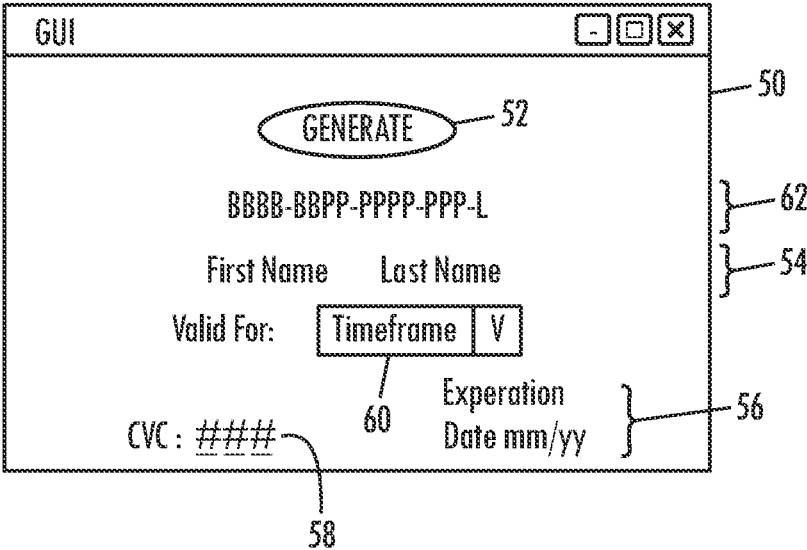 GUI - □ X
50
GENERATE 52
BBBB-BBPP-PPPP-PPP-L 62
First Name Last Name 54
Valid For: Timeframe V
60
Experation
Date mm/yy 56
CVC : ###
58